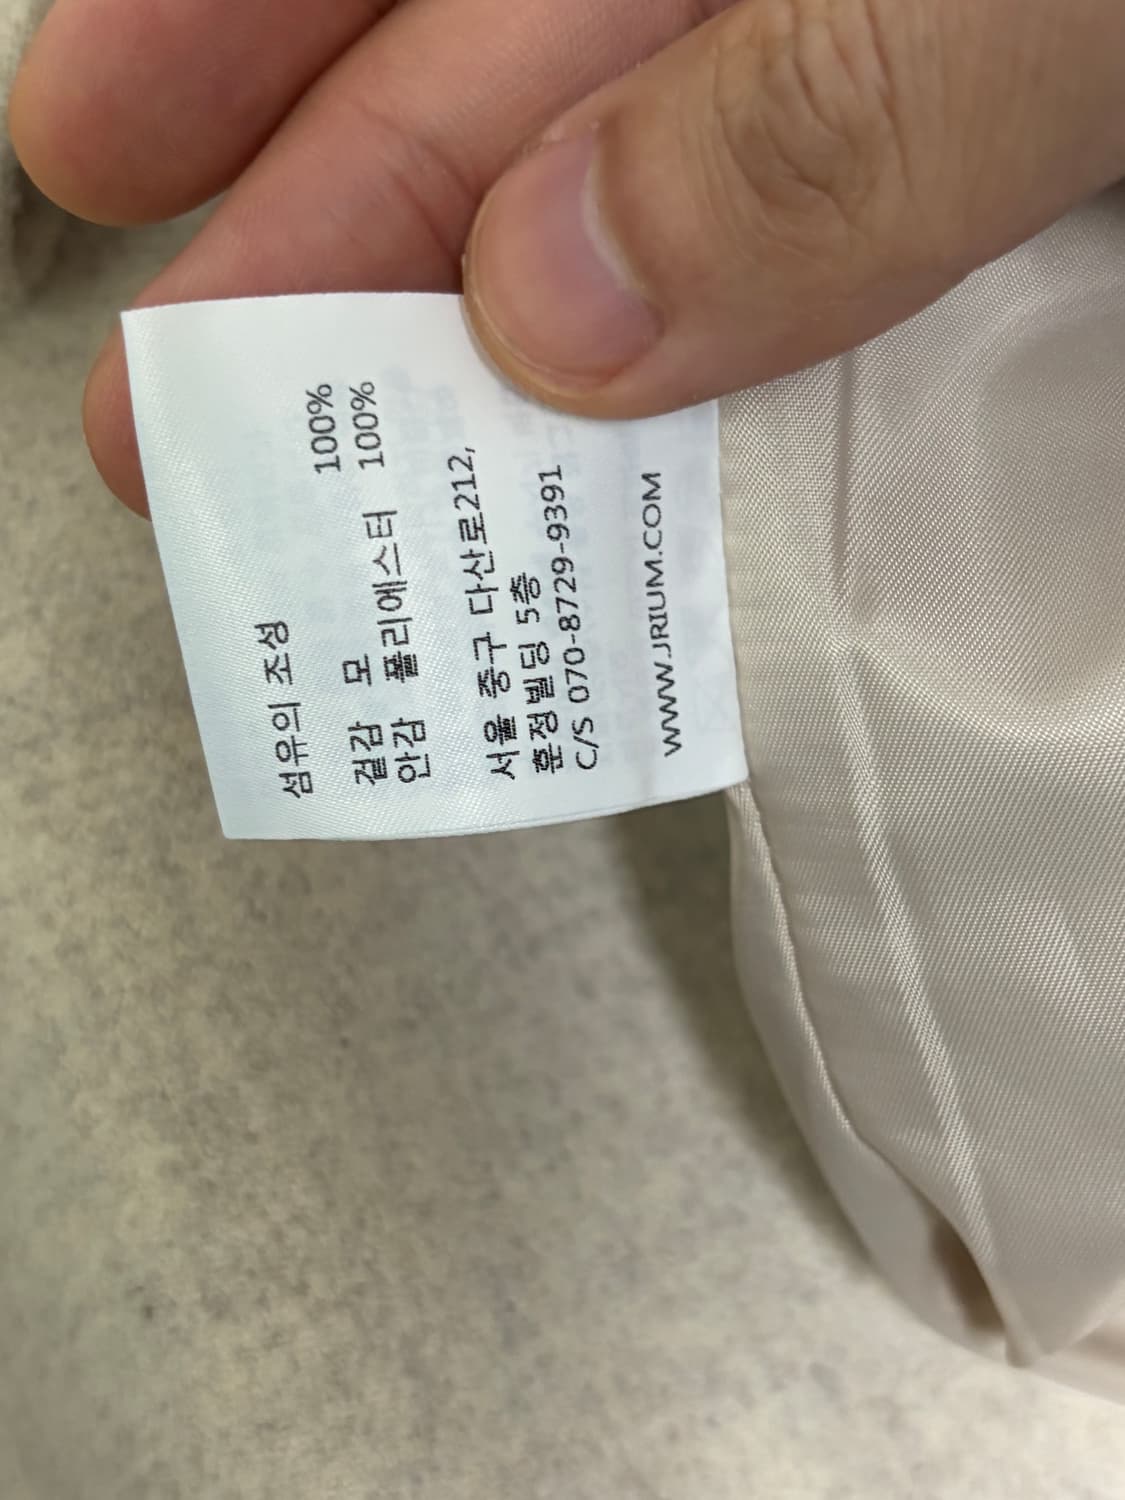 섬유의 조성
겉감 모 100%
안감 폴리에스터 100%
서울 중구 다산로212,
훈정빌딩 5층
C/S 070-8729-9391
WWW.JRIUM.COM